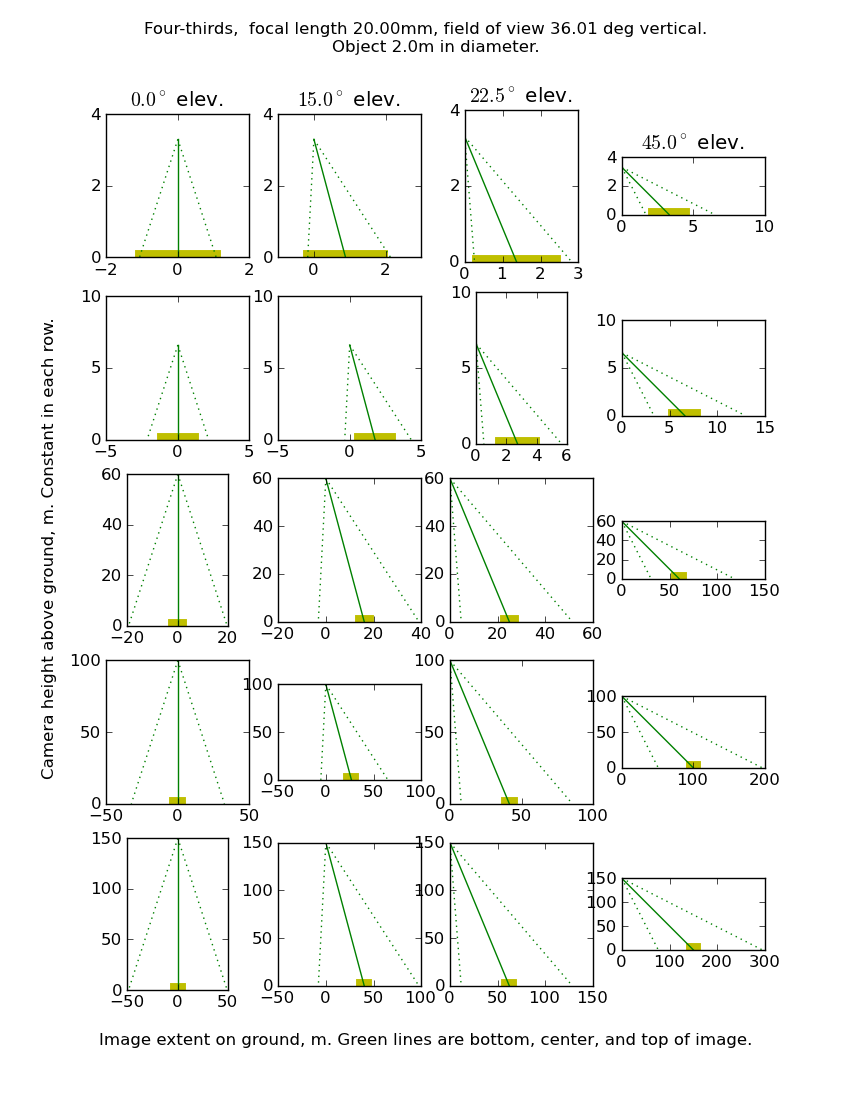 Four-thirds,  focal length 20.00mm, field of view 36.01 deg vertical.
Object 2.0m in diameter.
0.0° elev. 15.0° elev. 22.5° elev. 45.0° elev.
4 2 0 −2 0 2
4 2 0 0 2
4 2 0 0 1 2 3
4 2 0 0 5 10
Camera height above ground, m. Constant in each row.
10 5 0 −5 0 5
10 5 0 −5 0 5
10 5 0 0 2 4 6
10 5 0 0 5 10 15
60 40 20 0 −20 0 20
60 40 20 0 −20 0 20 40
60 40 20 0 0 20 40 60
60 40 20 0 0 50 100 150
100 50 0 −50 0 50
100 50 0 −50 0 50 100
100 50 0 0 50 100
100 50 0 0 100 200
150 100 50 0 −50 0 50
150 100 50 0 −50 0 50 100
150 100 50 0 0 50 100 150
150 100 50 0 0 100 200 300
Image extent on ground, m. Green lines are bottom, center, and top of image.